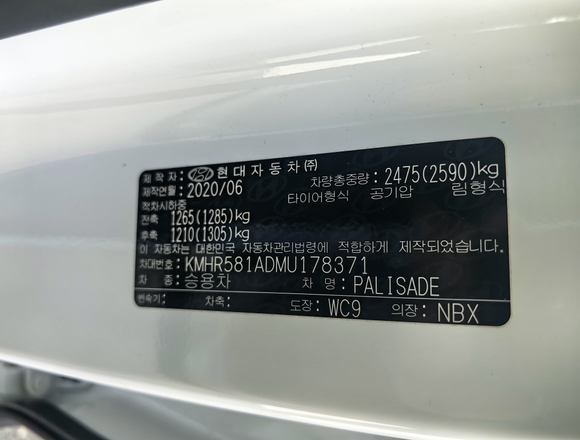 제작자: 현대자동차(주)
제작연월: 2020/06 차량총중량: 2475(2590)kg
적차시하중 타이어형식 공기압 림형식
전축 1265(1285)kg
후축 1210(1305)kg
이 자동차는 대한민국 자동차관리법령에 적합하게 제작되었습니다.
차대번호: KMHR581ADMU178371
차 종: 승용차 차 명: PALISADE
변속기: 차축: 도장: WC9 의장: NBX